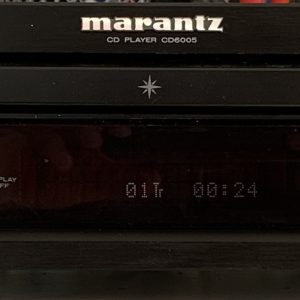 marantz
CD PLAYER CD6005
PLAY
FF
01Tr 00:24